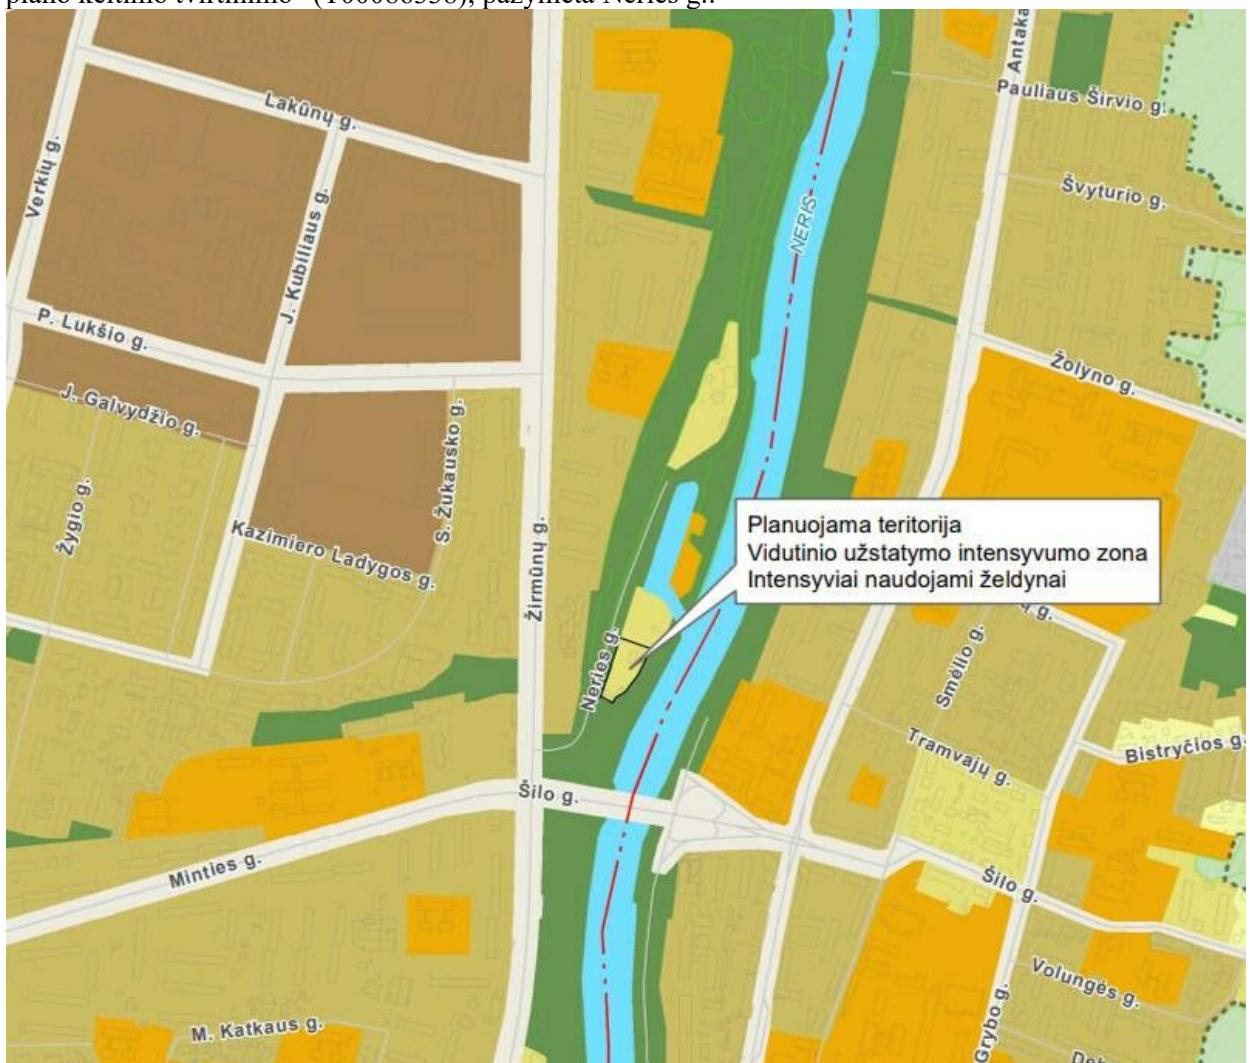 plano keitimo tvirtinimo“ (T00086338), pažymėta Neries g..
Antaka
Pauliaus Širvio g.
Lakūnų g.
Verkių g.
Švyturio g.
J. Kubiliaus g.
NERIS
P. Lukšio g.
Žolyno g.
J. Galvydžio g.
S. Žukausko g.
Žygio g.
Kazimiero Ladygos g.
Žirmūnų g.
Planuojama teritorija
Vidutinio užstatymo intensyvumo zona
Intensyviai naudojami želdynai
ų g.
Neries g.
Smėlio g.
Tramvajų g.
Bistryčios g.
Šilo g.
Minties g.
Šilo g.
Volungės g.
M. Katkaus g.
Grybo g.